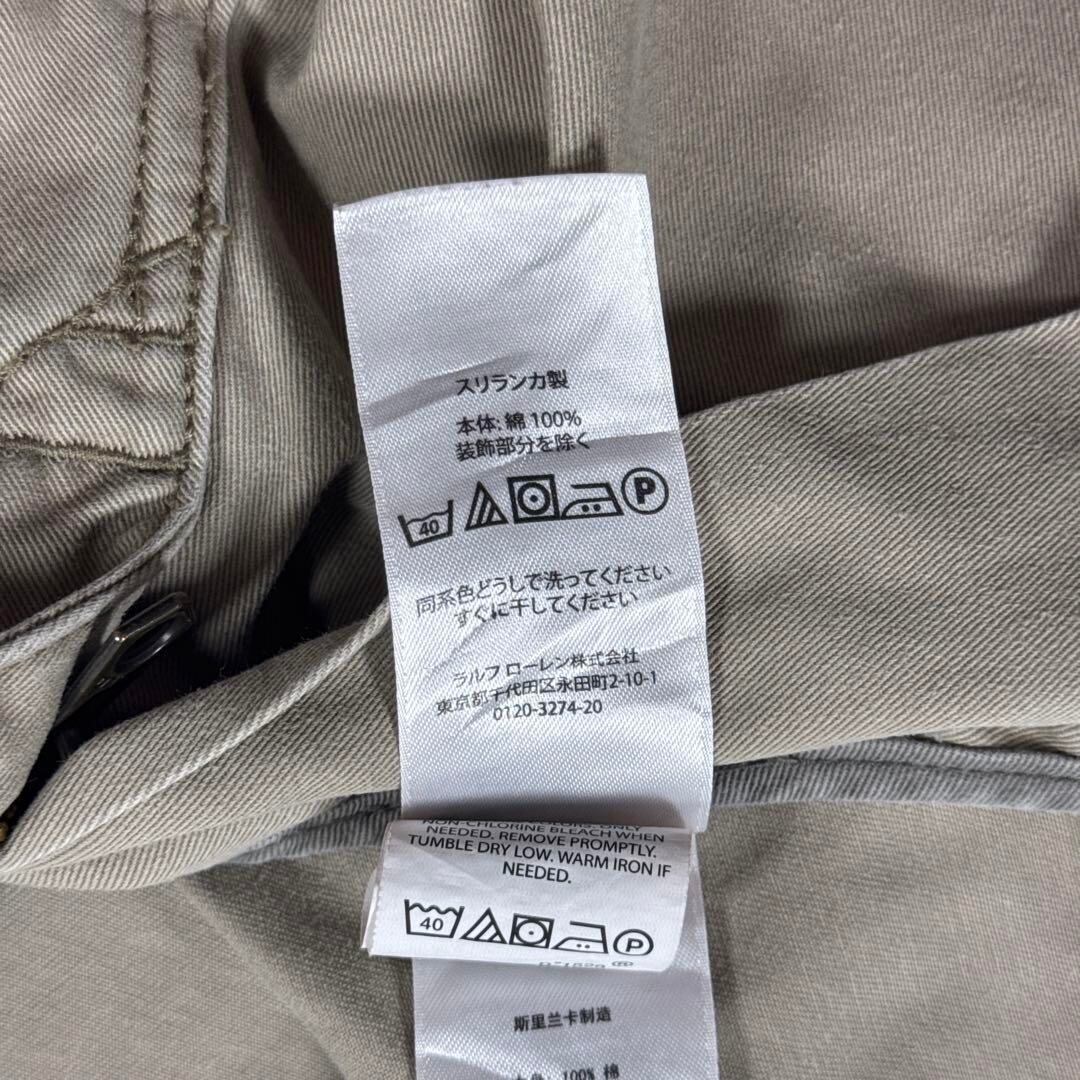 スリランカ製
本体: 綿 100%
装飾部分を除く
40
P
同系色どうしで洗ってください
すぐに干してください
ラルフ ローレン株式会社
東京都千代田区永田町2-10-1
0120-3274-20
NON-CHLORINE BLEACH WHEN
NEEDED. REMOVE PROMPTLY.
TUMBLE DRY LOW. WARM IRON IF
NEEDED.
40
P
斯里兰卡制造
100% 棉